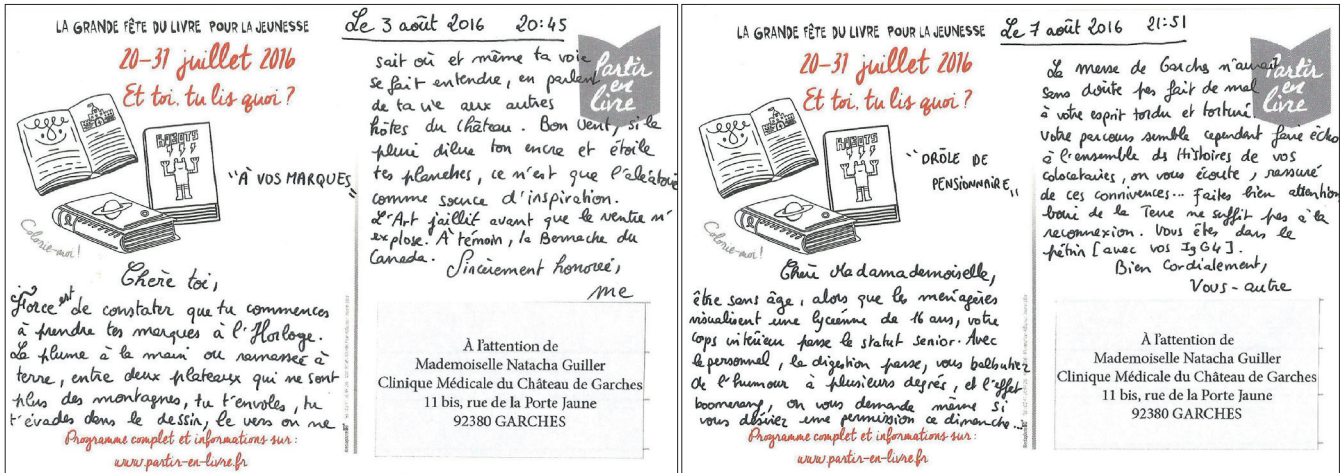 LA GRANDE FÊTE DU LIVRE POUR LA JEUNESSE
20-31 juillet 2016
Et toi, tu lis quoi ?
ROBOTS
"À VOS MARQUES"
Colorie-moi !
Chère toi,
Force est de constater que tu commences
à prendre tes marques à l'Horloge.
La plume à la main ou ramassée à
terre, entre deux plateaux qui ne sont
plus des montagnes, tu t'envoles, tu
t'évades dans le dessin, le vers on ne
Programme complet et informations sur :
www.partir-en-livre.fr
Le 3 août 2016 20:45
Partir
en
livre
sait où et même ta voie
se fait entendre, en parlant
de ta vie aux autres
hôtes du Château. Bon vent, si la
pluie dilue ton encre et étoile
tes planches, ce n'est que l'aléatoire
comme source d'inspiration.
L'Art jaillit avant que le ventre n'
explose. À témoin, la Bernache du
Canada.
Sincèrement honorée,
me
À l'attention de
Mademoiselle Natacha Guiller
Clinique Médicale du Château de Garches
11 bis, rue de la Porte Jaune
92380 GARCHES
LA GRANDE FÊTE DU LIVRE POUR LA JEUNESSE
20-31 juillet 2016
Et toi, tu lis quoi ?
ROBOTS
"DRÔLE DE
PENSIONNAIRE"
Colorie-moi !
Chère Madamademoiselle,
être sans âge, alors que les ménagères
visualisent une lycéenne de 16 ans, votre
corps intérieur passe le statut senior. Avec
le personnel, la digestion passe, vous balbutiez
de l'humour à plusieurs degrés, et l'effet
boomerang, on vous demande même si
vous désirez une permission ce dimanche...
Programme complet et informations sur :
www.partir-en-livre.fr
Le 7 août 2016 21:51
Partir
en
livre
La messe de Garches n'aurait
sans doute pas fait de mal
à votre esprit tordu et torturé.
Votre parcours semble cependant faire écho
à l'ensemble des Histoires de vos
colocataires, on vous écoute, rassuré
de ces connivences... Faites bien attention
boire de la Terre ne suffit pas à la
reconnexion. Vous êtes dans le
pétrin [avec vos IgG4].
Bien Cordialement,
Vous-autre
À l'attention de
Mademoiselle Natacha Guiller
Clinique Médicale du Château de Garches
11 bis, rue de la Porte Jaune
92380 GARCHES